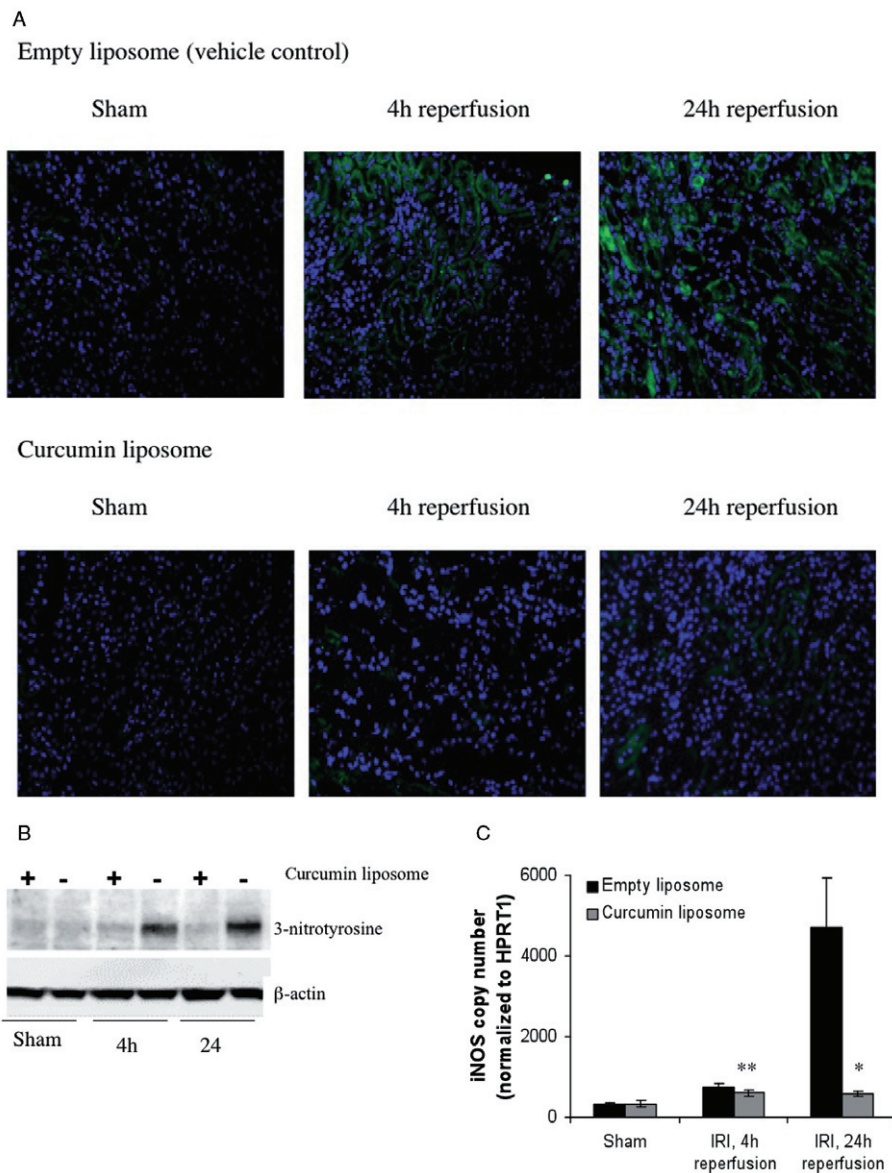 A
Empty liposome (vehicle control)
Sham 4h reperfusion 24h reperfusion
Curcumin liposome
Sham 4h reperfusion 24h reperfusion
B
+ - + - + - Curcumin liposome
3-nitrotyrosine
β-actin
Sham 4h 24
C
iNOS copy number
(normalized to HPRT1)
6000
4000
2000
0
Empty liposome
Curcumin liposome
**
*
Sham IRI, 4h IRI, 24h
reperfusion reperfusion